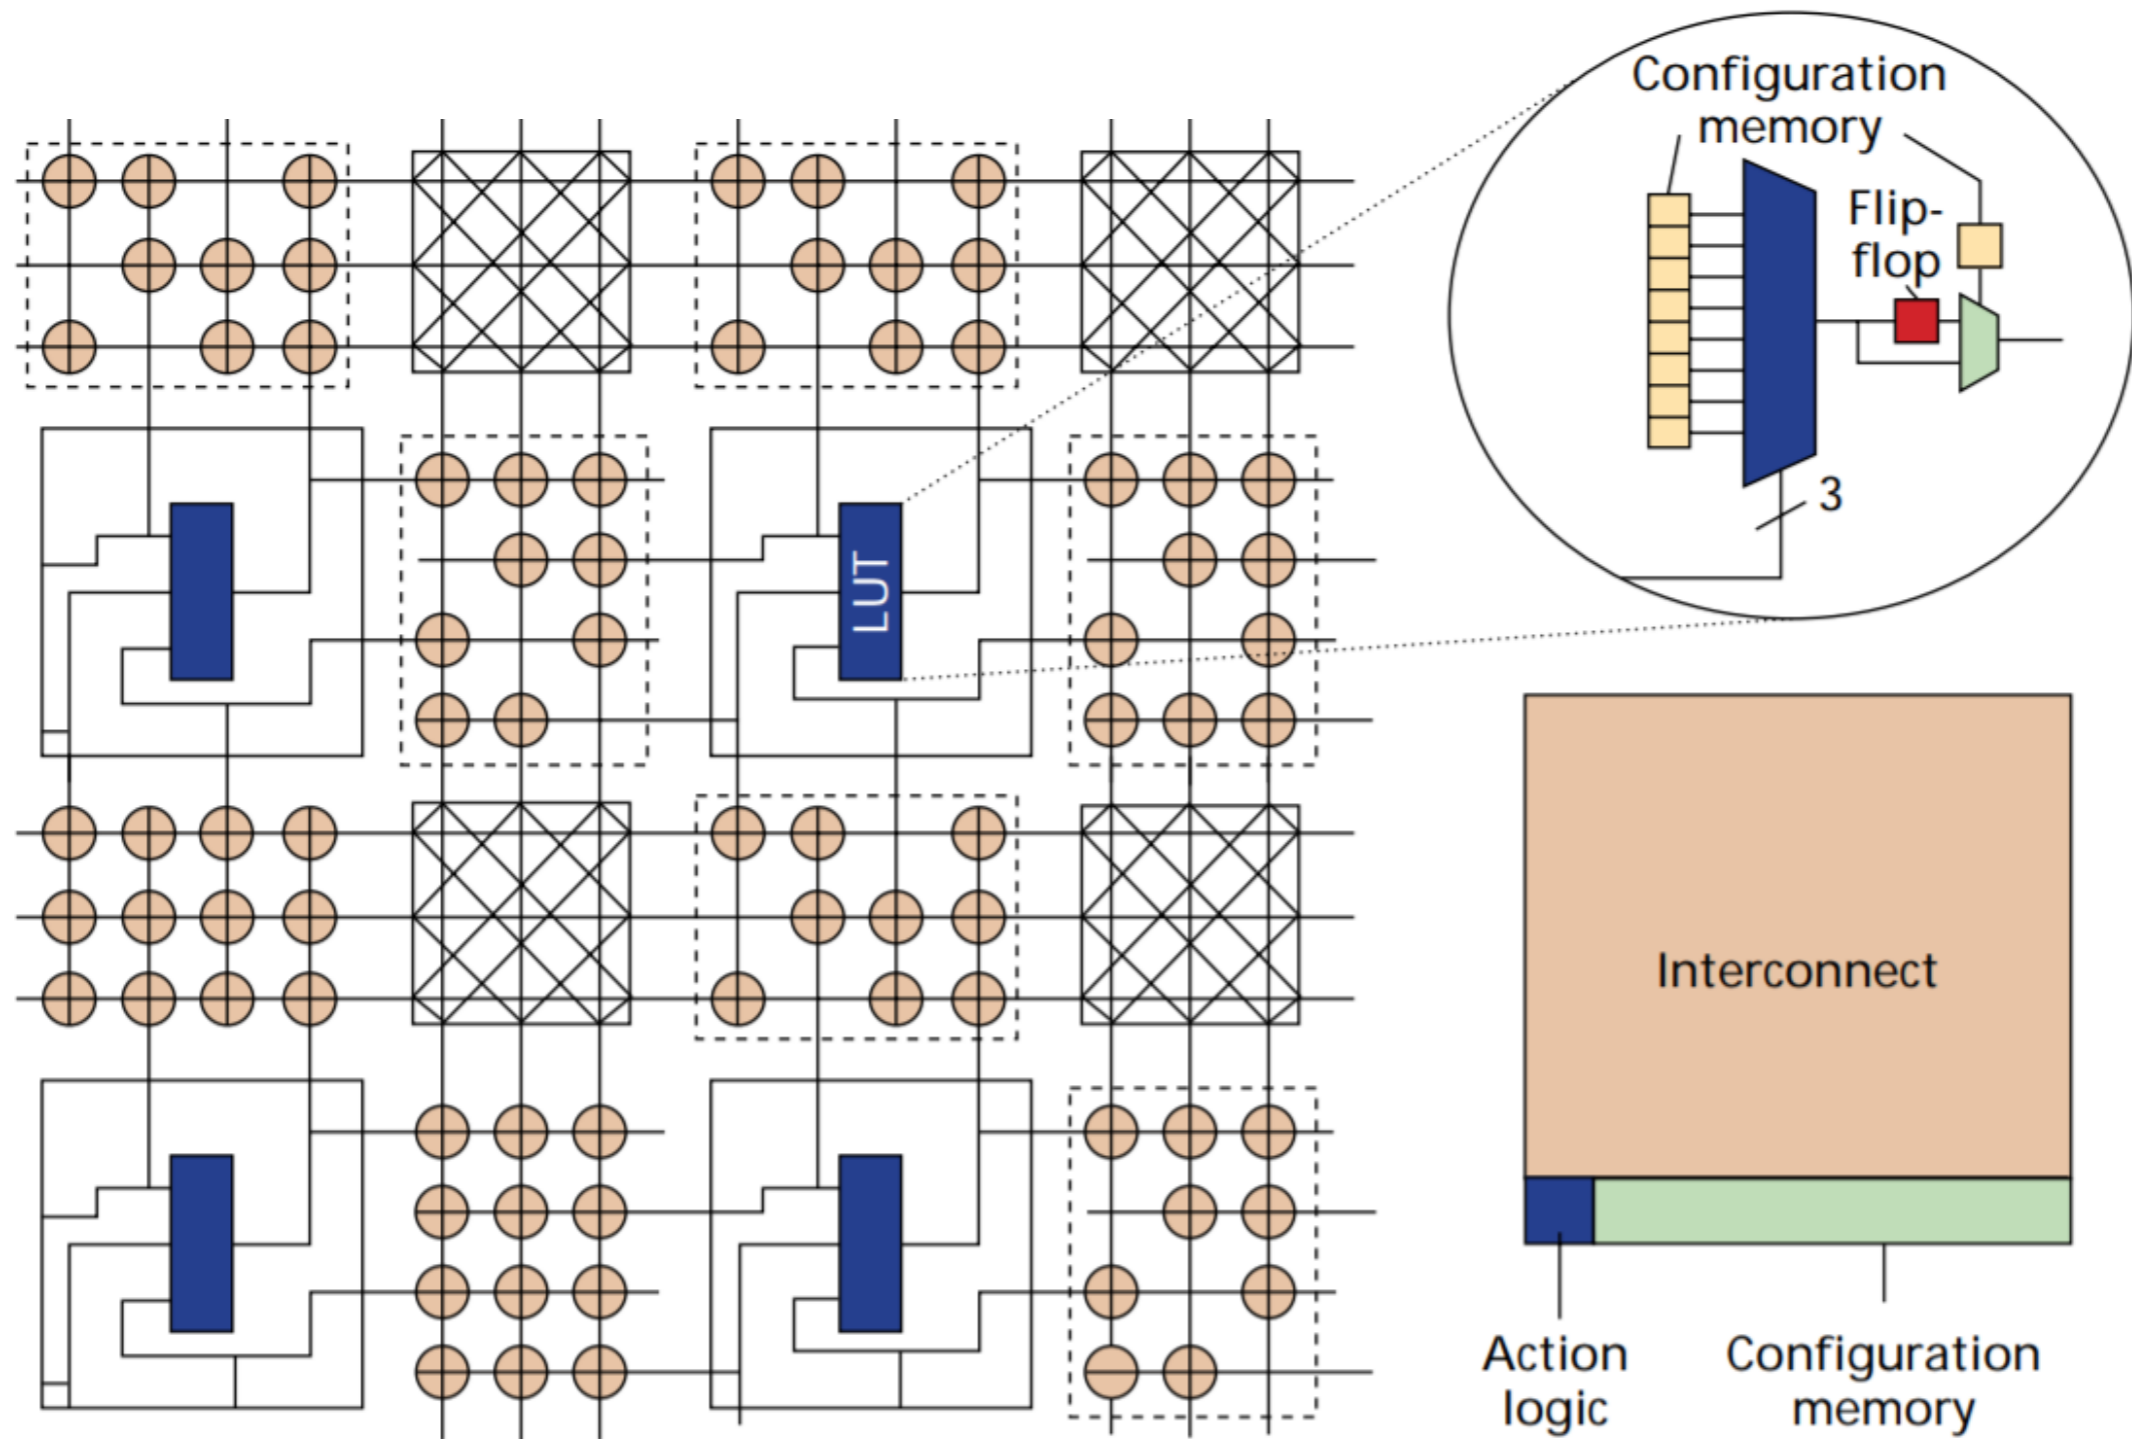 Configuration
memory
Flip-
flop
3
LUT
Interconnect
Action
logic
Configuration
memory